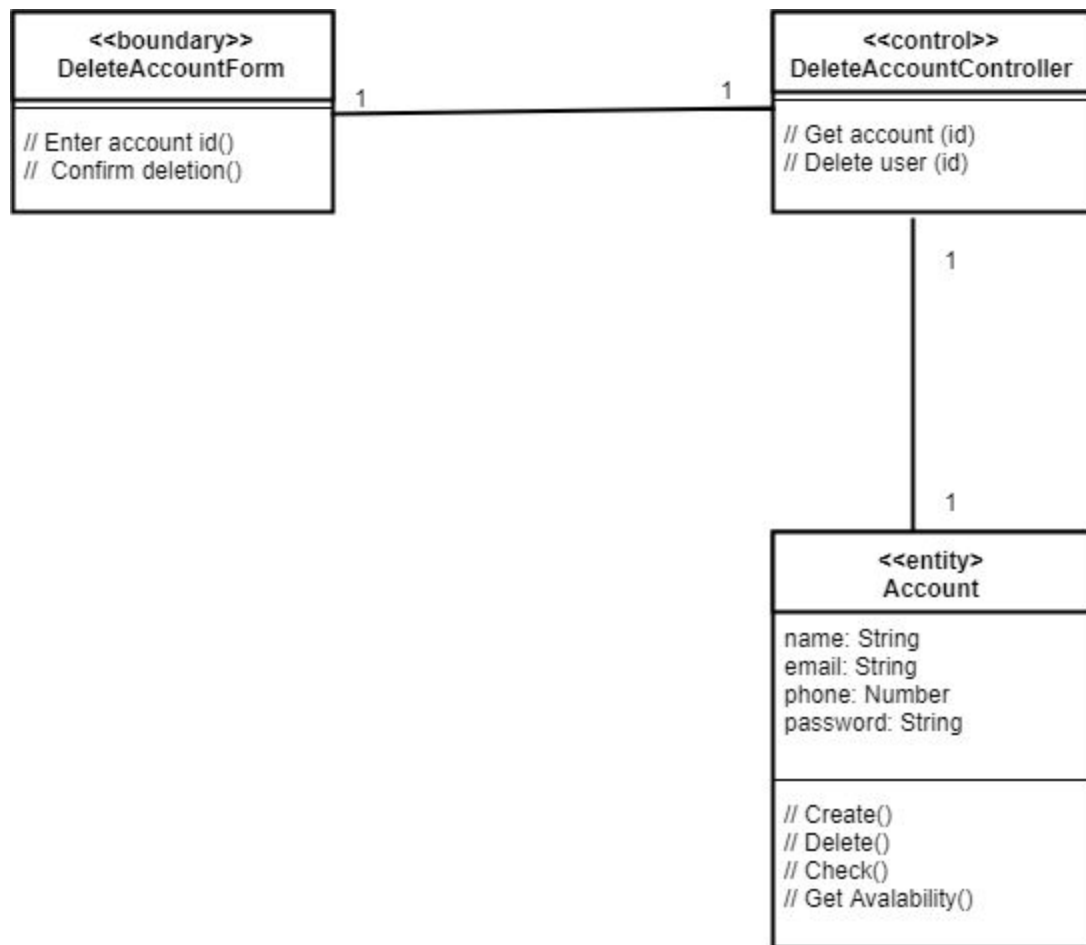 <<boundary>>
DeleteAccountForm
// Enter account id()
// Confirm deletion()
1
1
<<control>>
DeleteAccountController
// Get account (id)
// Delete user (id)
1
1
<<entity>
Account
name: String
email: String
phone: Number
password: String
// Create()
// Delete()
// Check()
// Get Avalability()